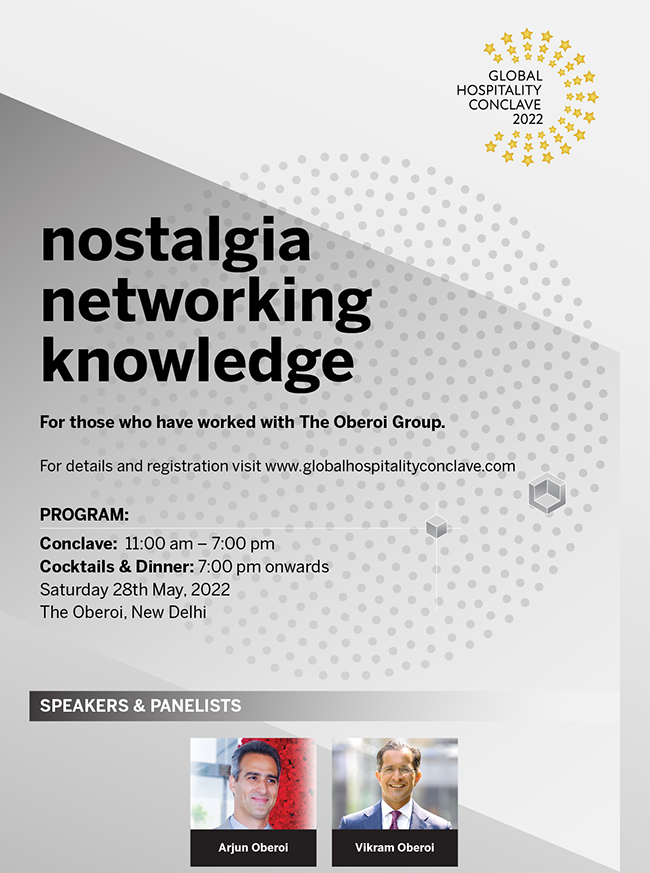 GLOBAL
HOSPITALITY
CONCLAVE
2022
nostalgia
networking
knowledge
For those who have worked with The Oberoi Group.
For details and registration visit www.globalhospitalityconclave.com
PROGRAM:
Conclave: 11:00 am – 7:00 pm
Cocktails & Dinner: 7:00 pm onwards
Saturday 28th May, 2022
The Oberoi, New Delhi
SPEAKERS & PANELISTS
Arjun Oberoi
Vikram Oberoi